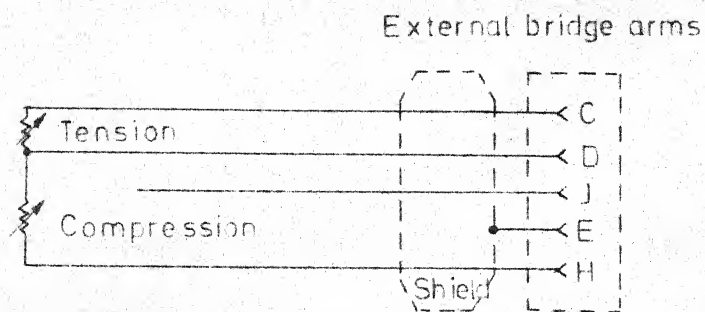 External bridge arms
C
Tension
D
J
Compression
E
H
Shield